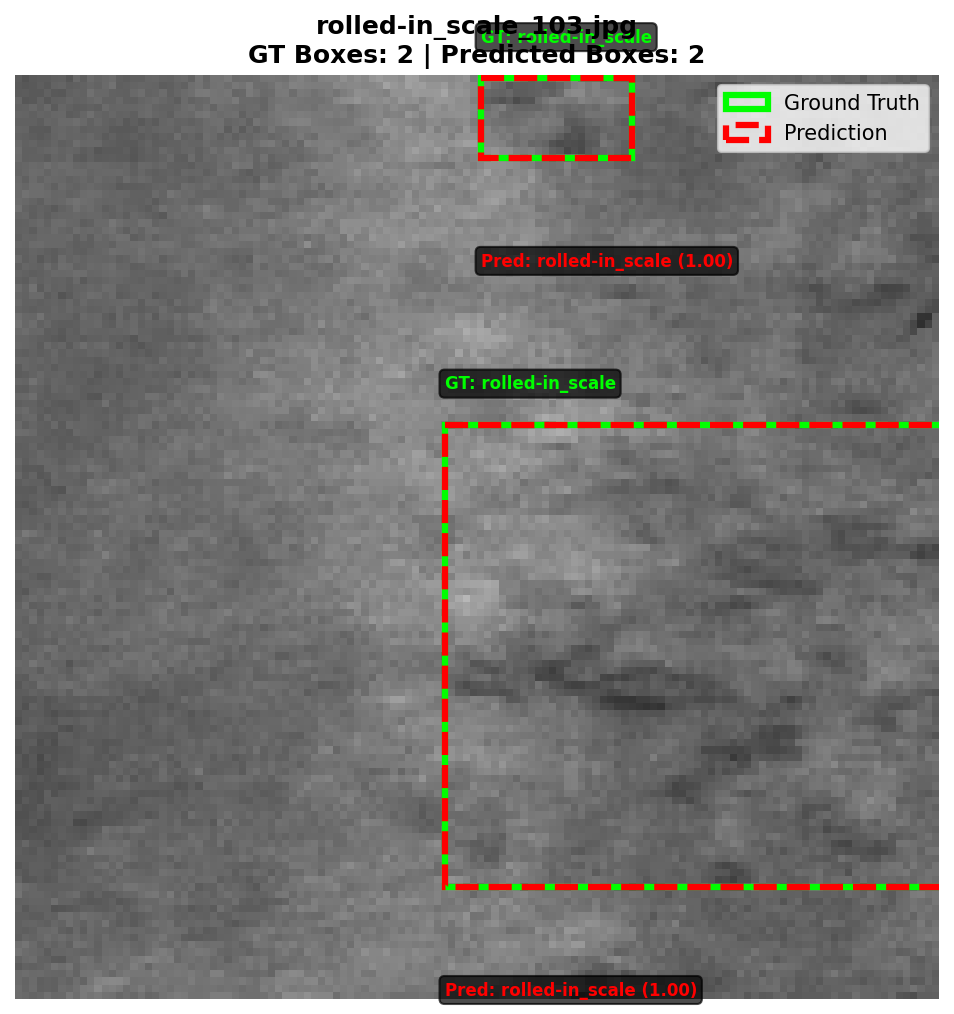 rolled-in_scale_103.jpg
GT: rolled-in_scale
GT Boxes: 2 | Predicted Boxes: 2
Ground Truth
Prediction
Pred: rolled-in_scale (1.00)
GT: rolled-in_scale
Pred: rolled-in_scale (1.00)